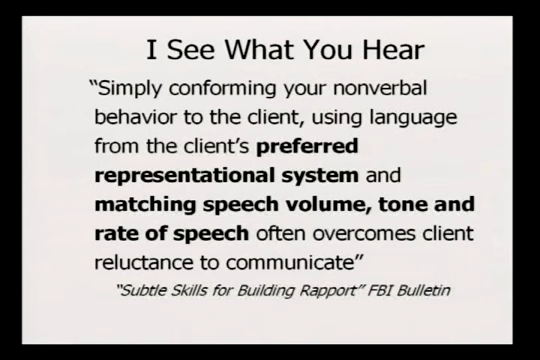 I See What You Hear
“Simply conforming your nonverbal
behavior to the client, using language
from the client’s preferred
representational system and
matching speech volume, tone and
rate of speech often overcomes client
reluctance to communicate”
“Subtle Skills for Building Rapport” FBI Bulletin